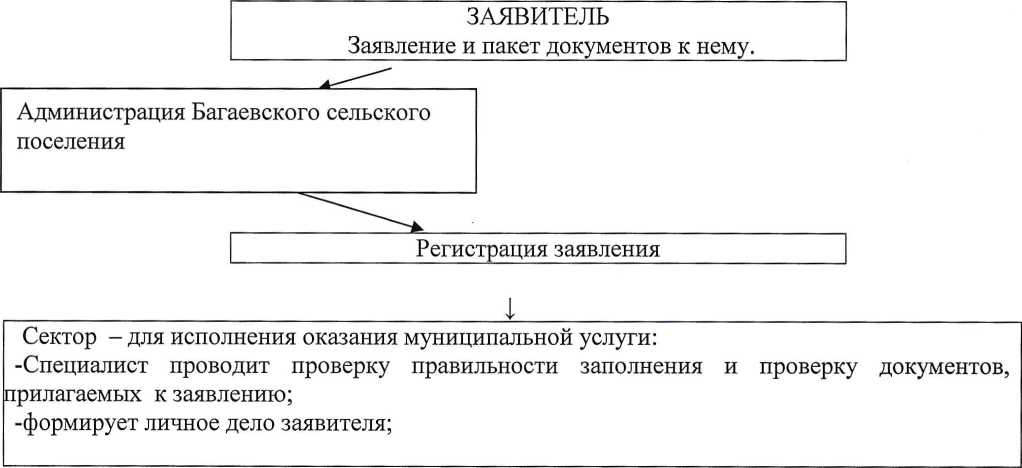 ЗАЯВИТЕЛЬ
Заявление и пакет документов к нему.
Администрация Багаевского сельского
поселения
Регистрация заявления
Сектор – для исполнения оказания муниципальной услуги:
-Специалист проводит проверку правильности заполнения и проверку документов,
прилагаемых к заявлению;
-формирует личное дело заявителя;